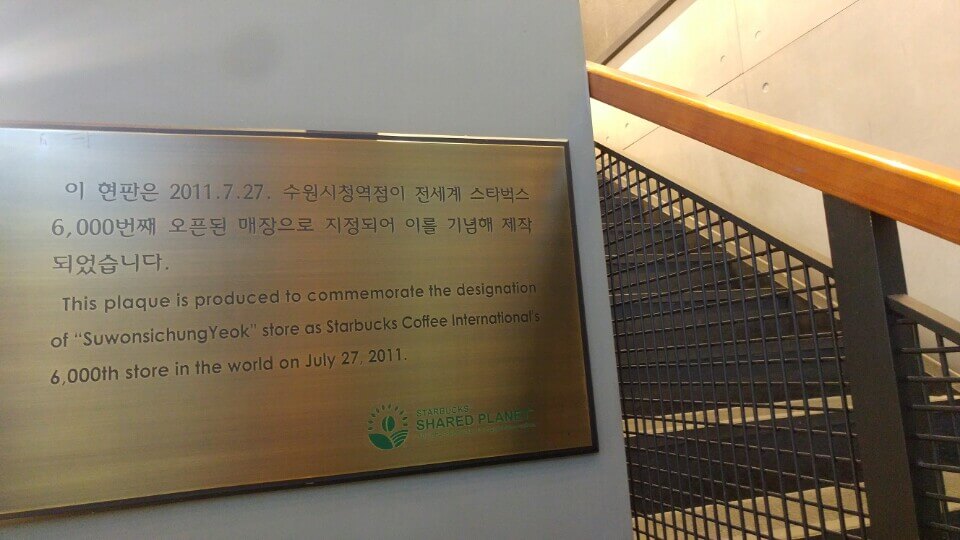 이 현판은 2011.7.27. 수원시청역점이 전세계 스타벅스
6,000번째 오픈된 매장으로 지정되어 이를 기념해 제작
되었습니다.
This plaque is produced to commemorate the designation
of “SuwonsichungYeok” store as Starbucks Coffee International's
6,000th store in the world on July 27, 2011.
STARBUCKS
SHARED PLANET